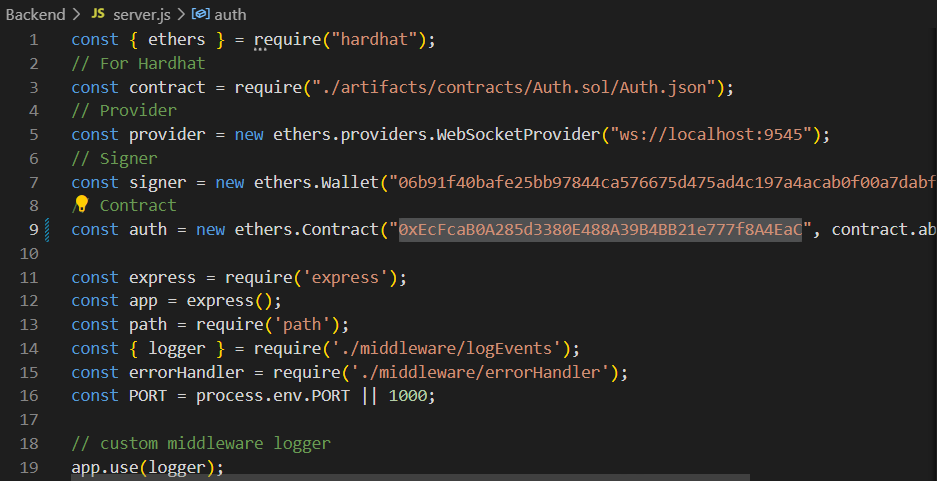 Backend > JS server.js > auth
1 const { ethers } = require("hardhat");
2 // For Hardhat
3 const contract = require("./artifacts/contracts/Auth.sol/Auth.json");
4 // Provider
5 const provider = new ethers.providers.WebSocketProvider("ws://localhost:9545");
6 // Signer
7 const signer = new ethers.Wallet("06b91f40bafe25bb97844ca576675d475ad4c197a4acab0f00a7dabf
8 / Contract
9 const auth = new ethers.Contract("0xEcFcaB0A285d3380E488A39B4BB21e777f8A4EaC", contract.ab
10
11 const express = require('express');
12 const app = express();
13 const path = require('path');
14 const { logger } = require('./middleware/logEvents');
15 const errorHandler = require('./middleware/errorHandler');
16 const PORT = process.env.PORT || 1000;
17
18 // custom middleware logger
19 app.use(logger);